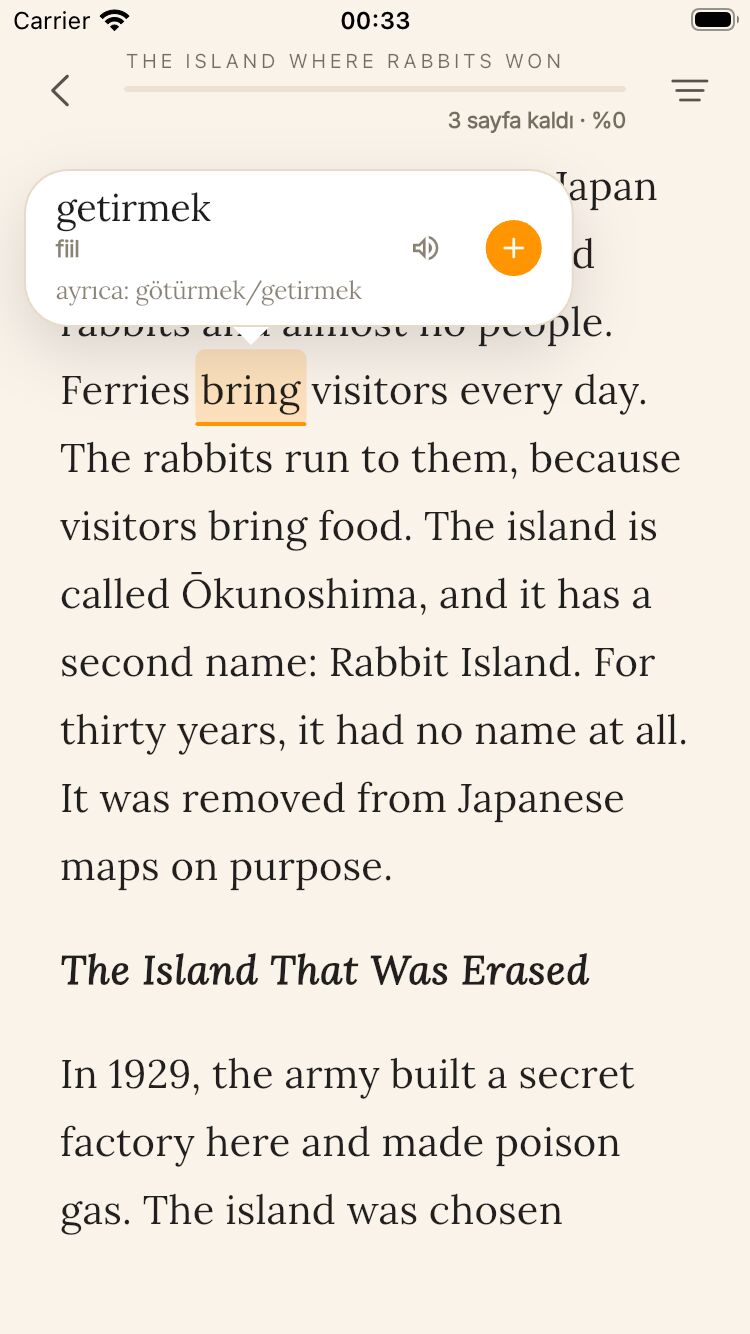 Carrier 00:33
THE ISLAND WHERE RABBITS WON
3 sayfa kaldı · %0
getirmek
fiil
ayrıca: götürmek/getirmek
Japan
d
rabbits and almost no people.
Ferries bring visitors every day.
The rabbits run to them, because
visitors bring food. The island is
called Ōkunoshima, and it has a
second name: Rabbit Island. For
thirty years, it had no name at all.
It was removed from Japanese
maps on purpose.
The Island That Was Erased
In 1929, the army built a secret
factory here and made poison
gas. The island was chosen